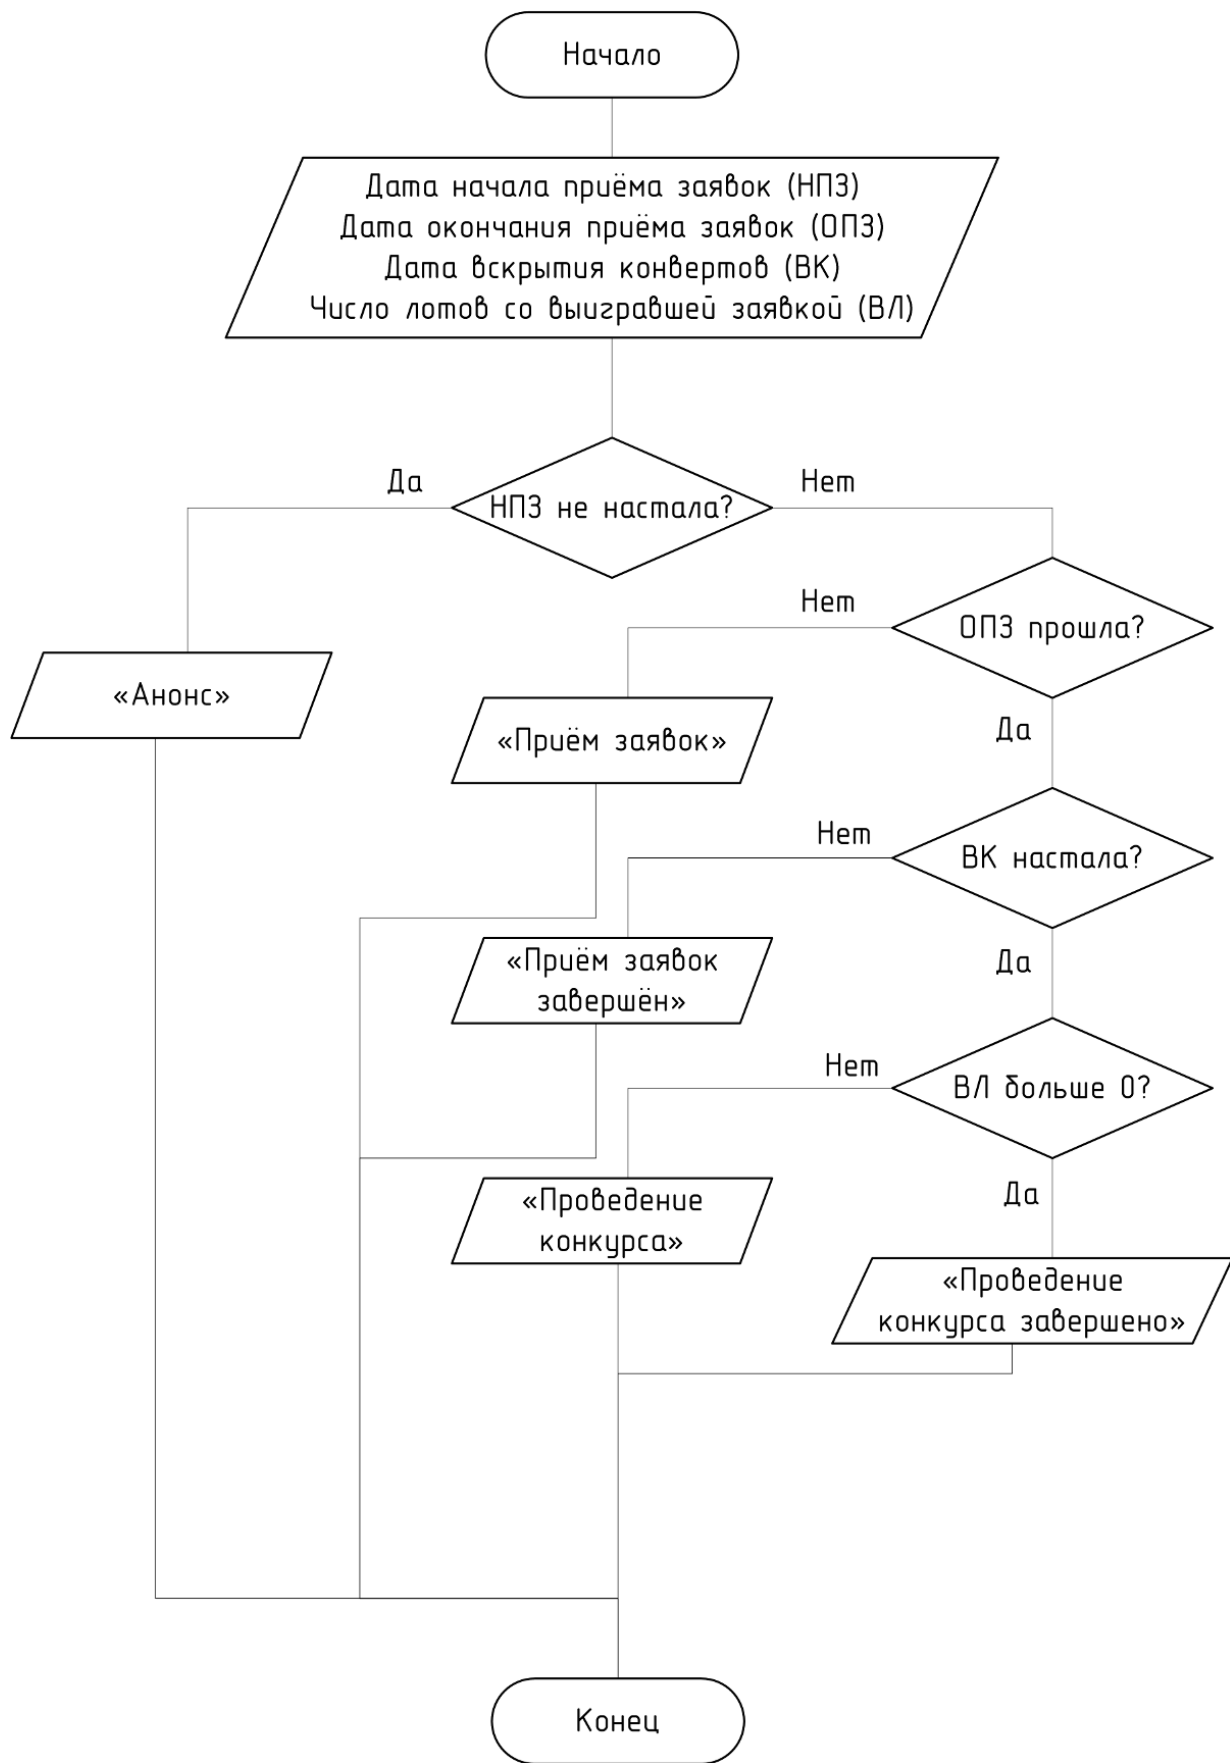 Начало
Дата начала приёма заявок (НПЗ)
Дата окончания приёма заявок (ОПЗ)
Дата вскрытия конвертов (ВК)
Число лотов со выигравшей заявкой (ВЛ)
Да
НПЗ не настала?
Нет
Нет
ОПЗ прошла?
«Анонс»
«Приём заявок»
Да
Нет
ВК настала?
«Приём заявок
завершён»
Да
Нет
ВЛ больше 0?
«Проведение
конкурса»
Да
«Проведение
конкурса завершено»
Конец